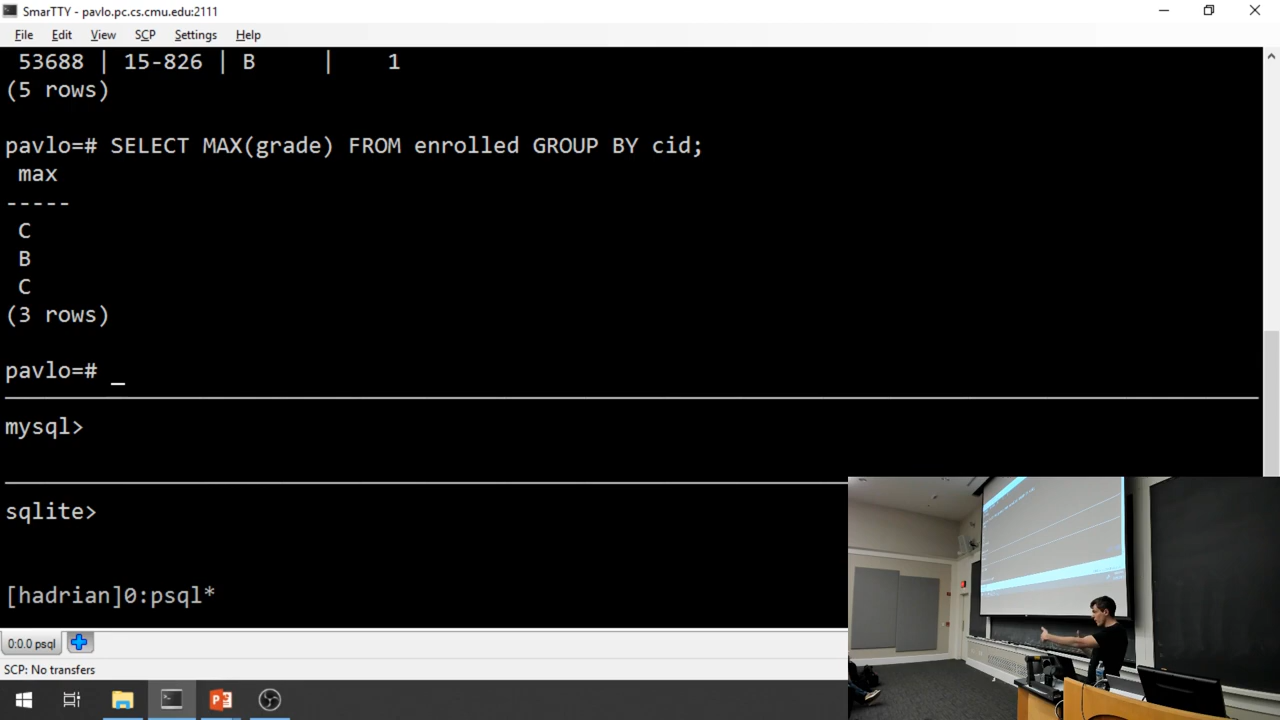 SmarTTY - pavlo.pc.cs.cmu.edu:2111
File Edit View SCP Settings Help
53688 | 15-826 | B | 1
(5 rows)
pavlo=# SELECT MAX(grade) FROM enrolled GROUP BY cid;
max
-----
C
B
C
(3 rows)
pavlo=# _
mysql>
sqlite>
[hadrian]0:psql*
0:0.0 psql
SCP: No transfers